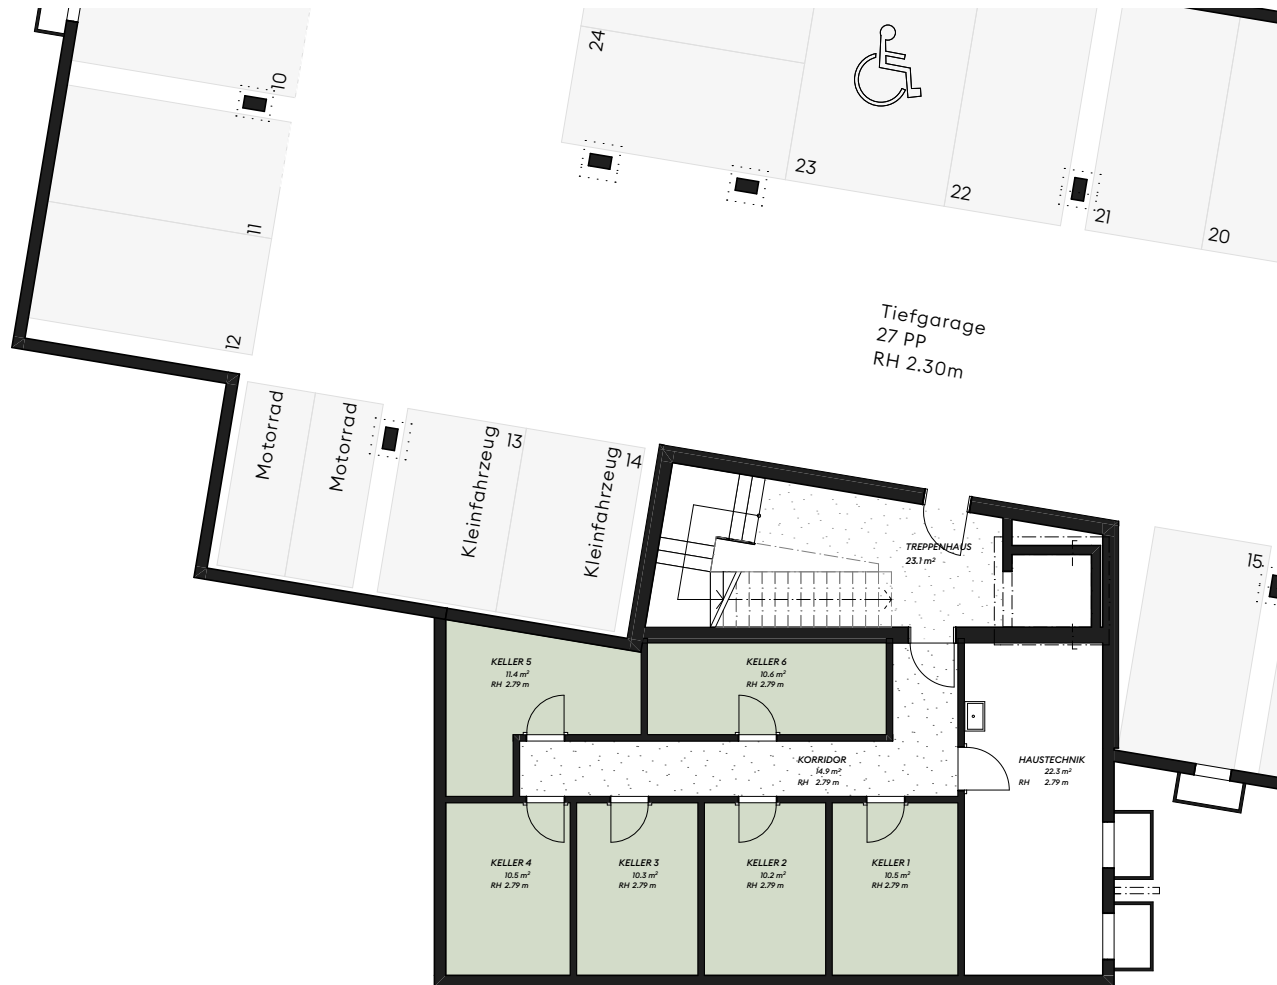 24
10
23
22
21
20
11
12
Tiefgarage
27 PP
RH 2.30m
Motorrad
Motorrad
Kleinfahrzeug
13
Kleinfahrzeug
14
15
TREPPENHAUS
23.1 m²
KELLER 5
11.4 m²
RH 2.79 m
KELLER 6
10.6 m²
RH 2.79 m
KORRIDOR
14.9 m²
RH 2.79 m
HAUSTECHNIK
22.3 m²
RH 2.79 m
KELLER 4
10.5 m²
RH 2.79 m
KELLER 3
10.3 m²
RH 2.79 m
KELLER 2
10.2 m²
RH 2.79 m
KELLER 1
10.5 m²
RH 2.79 m